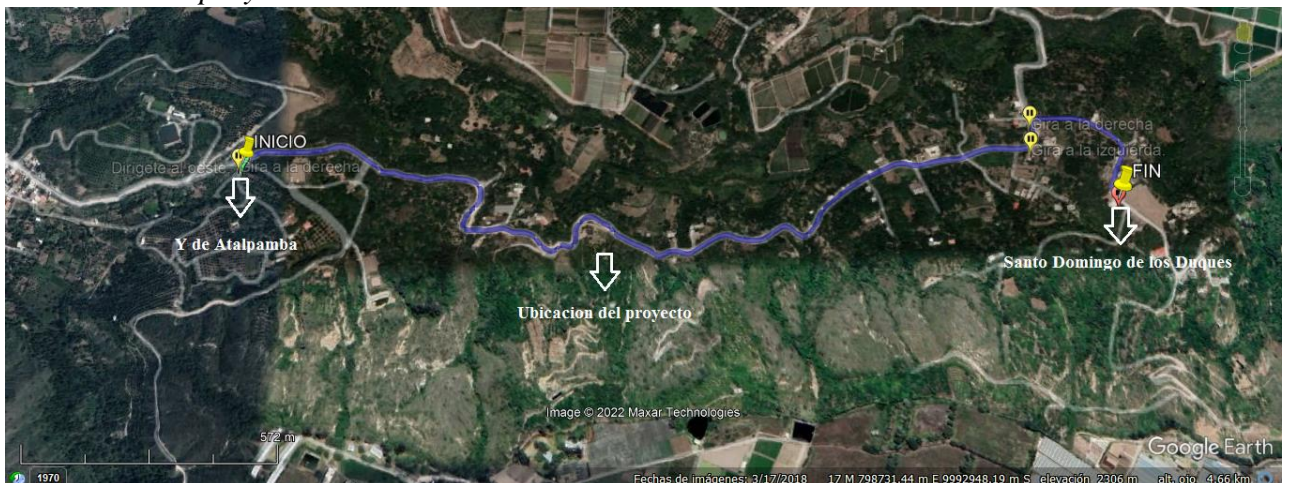 INICIO
Dirigete al oeste
Gira a la derecha
Y de Atalpamba
Ubicacion del proyecto
Gira a la derecha
Gira a la izquierda
FIN
Santo Domingo de los Duques
Image © 2022 Maxar Technologies
572 m
Google Earth
1970
Fechas de imágenes: 3/17/2018 17 M 798731.44 m E 9992948.19 m S elevación 2306 m alt. ojo 4.66 km